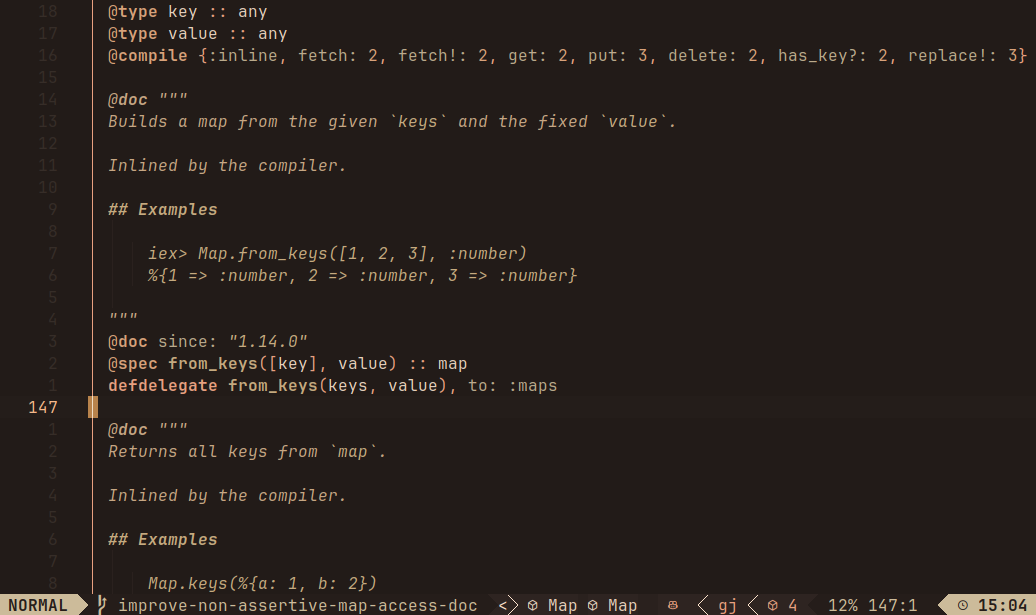 18 @type key :: any
17 @type value :: any
16 @compile {:inline, fetch: 2, fetch!: 2, get: 2, put: 3, delete: 2, has_key?: 2, replace!: 3}
15
14 @doc """
13 Builds a map from the given `keys` and the fixed `value`.
12
11 Inlined by the compiler.
10
9 ## Examples
8
7 iex> Map.from_keys([1, 2, 3], :number)
6 %{1 => :number, 2 => :number, 3 => :number}
5
4 """
3 @doc since: "1.14.0"
2 @spec from_keys([key], value) :: map
1 defdelegate from_keys(keys, value), to: :maps
147
1 @doc """
2 Returns all keys from `map`.
3
4 Inlined by the compiler.
5
6 ## Examples
7
8 Map.keys(%{a: 1, b: 2})
NORMAL improve-non-assertive-map-access-doc < Map Map gj 4 12% 147:1 15:04